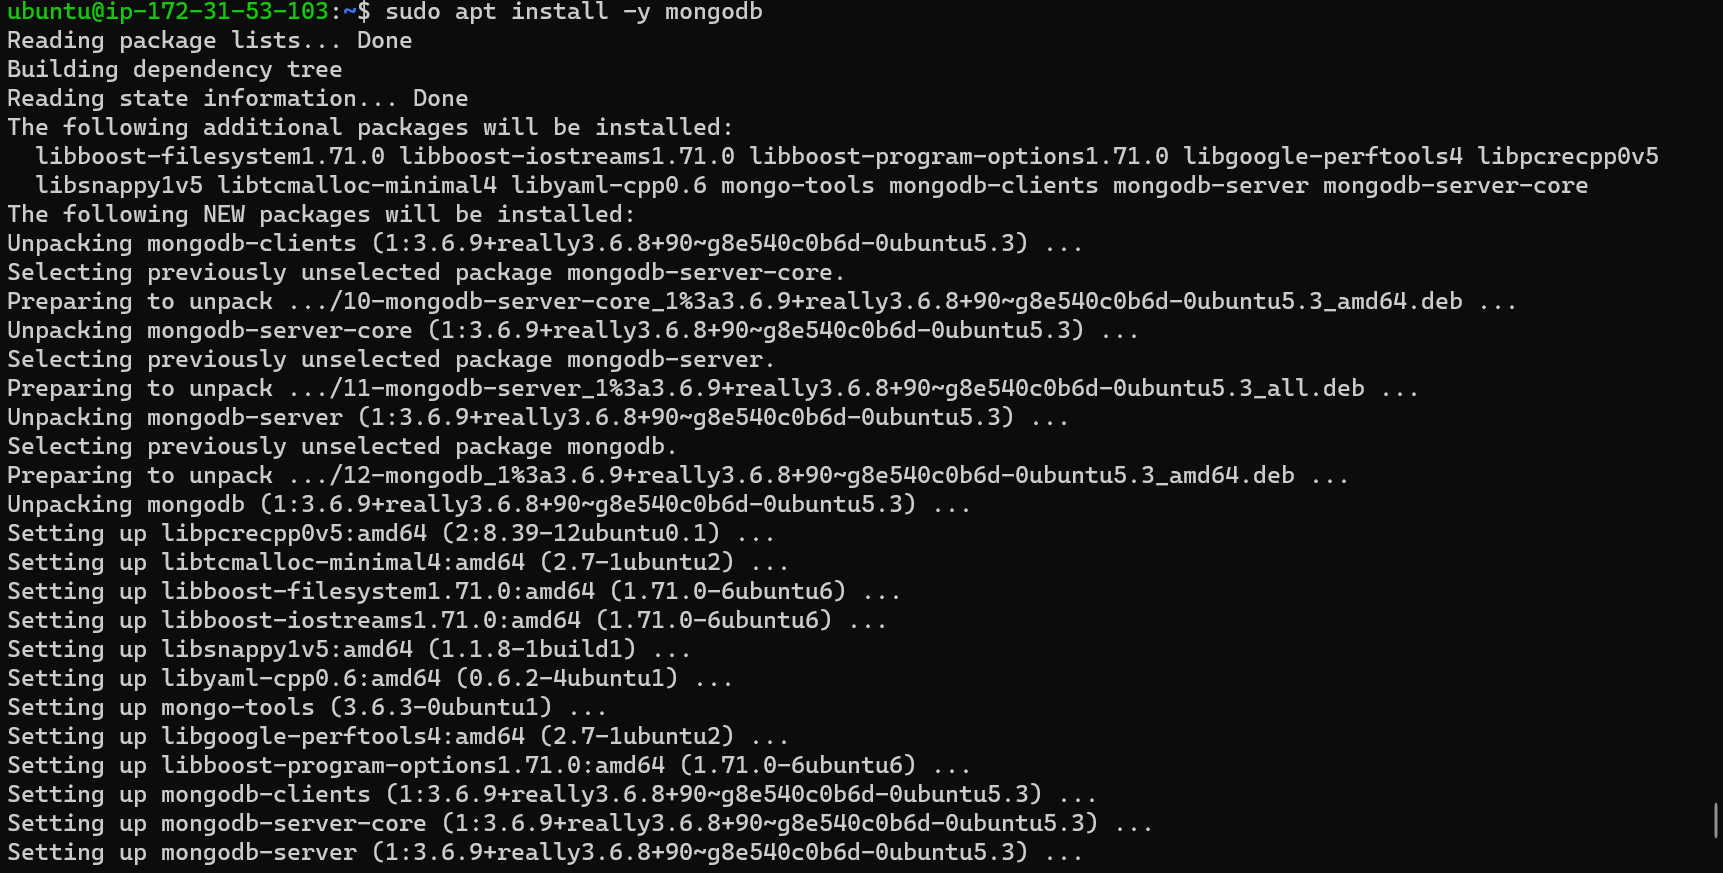 ubuntu@ip-172-31-53-103:~$ sudo apt install -y mongodb
Reading package lists... Done
Building dependency tree
Reading state information... Done
The following additional packages will be installed:
  libboost-filesystem1.71.0 libboost-iostreams1.71.0 libboost-program-options1.71.0 libgoogle-perftools4 libpcrecpp0v5
  libsnappy1v5 libtcmalloc-minimal4 libyaml-cpp0.6 mongo-tools mongodb-clients mongodb-server mongodb-server-core
The following NEW packages will be installed:
Unpacking mongodb-clients (1:3.6.9+really3.6.8+90~g8e540c0b6d-0ubuntu5.3) ...
Selecting previously unselected package mongodb-server-core.
Preparing to unpack .../10-mongodb-server-core_1%3a3.6.9+really3.6.8+90~g8e540c0b6d-0ubuntu5.3_amd64.deb ...
Unpacking mongodb-server-core (1:3.6.9+really3.6.8+90~g8e540c0b6d-0ubuntu5.3) ...
Selecting previously unselected package mongodb-server.
Preparing to unpack .../11-mongodb-server_1%3a3.6.9+really3.6.8+90~g8e540c0b6d-0ubuntu5.3_all.deb ...
Unpacking mongodb-server (1:3.6.9+really3.6.8+90~g8e540c0b6d-0ubuntu5.3) ...
Selecting previously unselected package mongodb.
Preparing to unpack .../12-mongodb_1%3a3.6.9+really3.6.8+90~g8e540c0b6d-0ubuntu5.3_amd64.deb ...
Unpacking mongodb (1:3.6.9+really3.6.8+90~g8e540c0b6d-0ubuntu5.3) ...
Setting up libpcrecpp0v5:amd64 (2:8.39-12ubuntu0.1) ...
Setting up libtcmalloc-minimal4:amd64 (2.7-1ubuntu2) ...
Setting up libboost-filesystem1.71.0:amd64 (1.71.0-6ubuntu6) ...
Setting up libboost-iostreams1.71.0:amd64 (1.71.0-6ubuntu6) ...
Setting up libsnappy1v5:amd64 (1.1.8-1build1) ...
Setting up libyaml-cpp0.6:amd64 (0.6.2-4ubuntu1) ...
Setting up mongo-tools (3.6.3-0ubuntu1) ...
Setting up libgoogle-perftools4:amd64 (2.7-1ubuntu2) ...
Setting up libboost-program-options1.71.0:amd64 (1.71.0-6ubuntu6) ...
Setting up mongodb-clients (1:3.6.9+really3.6.8+90~g8e540c0b6d-0ubuntu5.3) ...
Setting up mongodb-server-core (1:3.6.9+really3.6.8+90~g8e540c0b6d-0ubuntu5.3) ...
Setting up mongodb-server (1:3.6.9+really3.6.8+90~g8e540c0b6d-0ubuntu5.3) ...